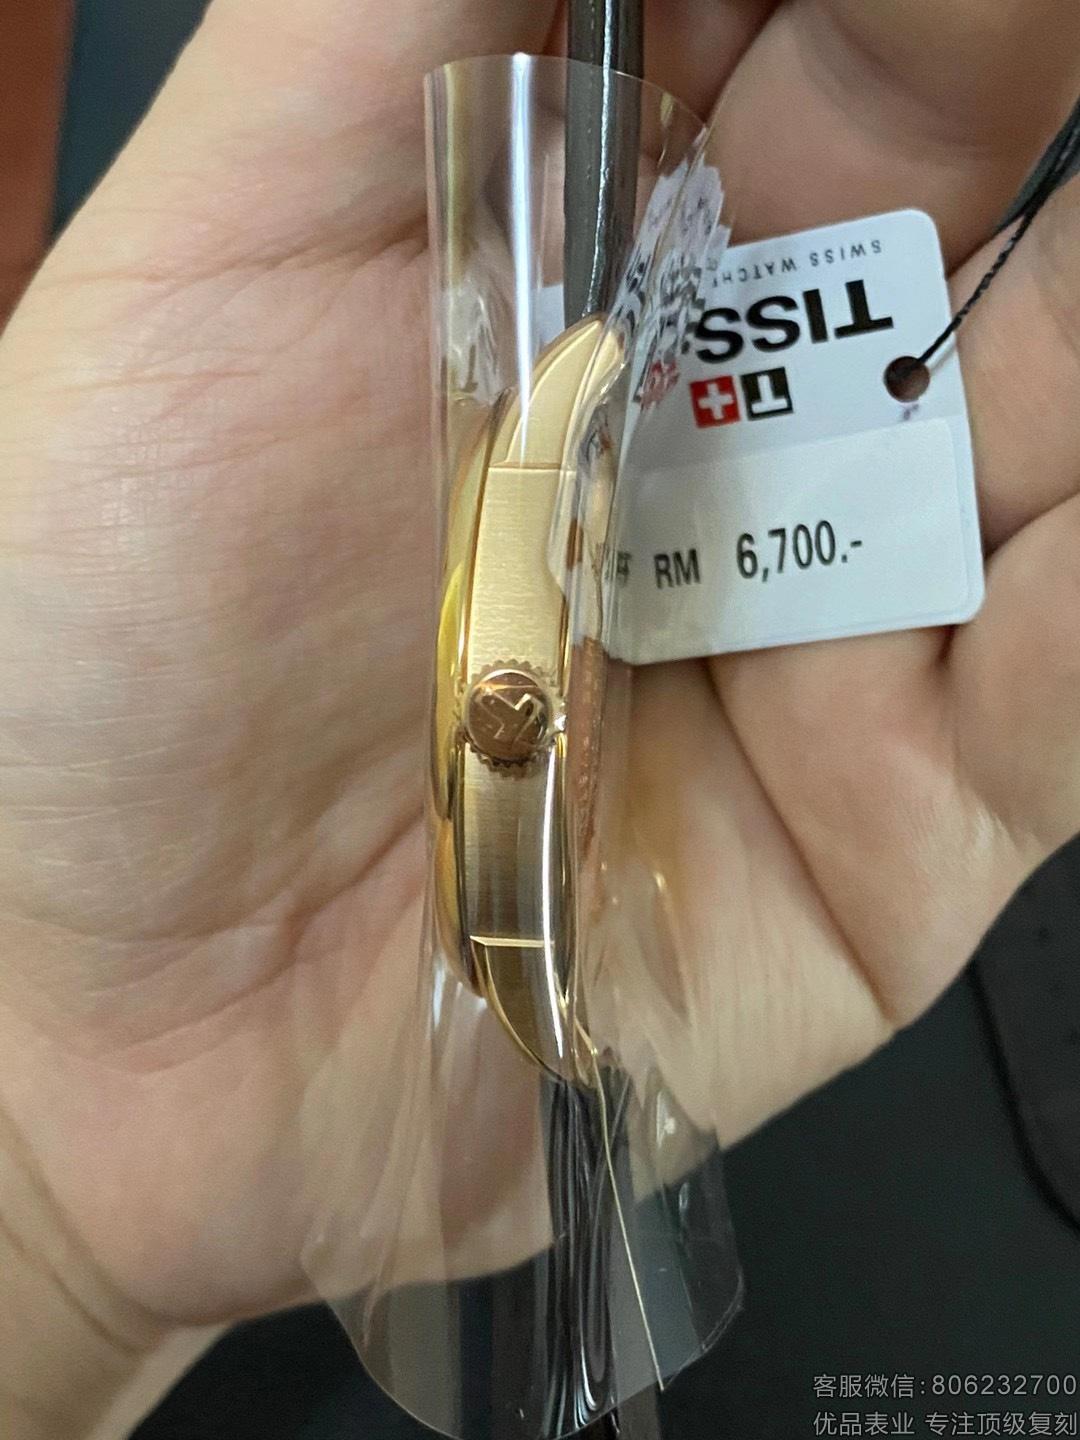 SWISS WATCHE
TISS
RM 6,700.-
客服微信:806232700
优品表业 专注顶级复刻